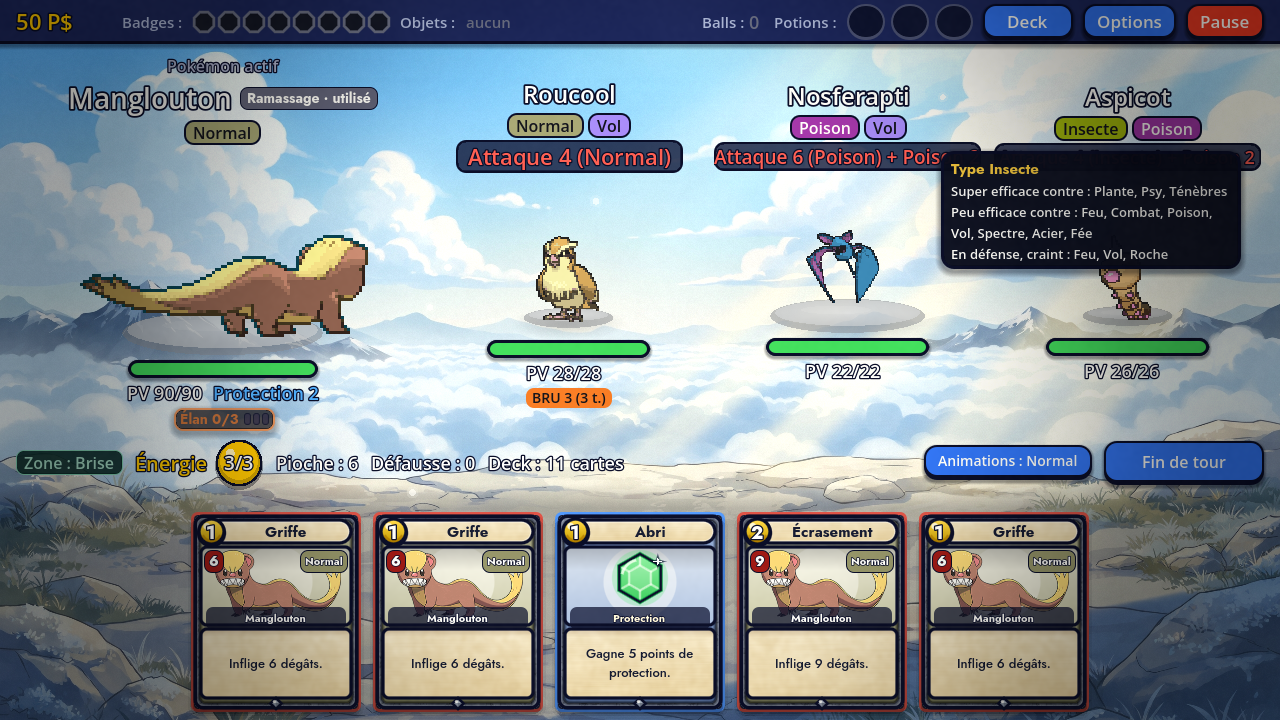 50 P$
Badges :
Objets : aucun
Balls : 0
Potions :
Deck
Options
Pause
Pokémon actif
Manglouton
Ramassage · utilisé
Normal
Roucool
Normal Vol
Attaque 4 (Normal)
Nosferapti
Poison Vol
Attaque 6 (Poison) + Poison
Aspicot
Insecte Poison
2
Type Insecte
Super efficace contre : Plante, Psy, Ténèbres
Peu efficace contre : Feu, Combat, Poison,
Vol, Spectre, Acier, Fée
En défense, craint : Feu, Vol, Roche
PV 90/90 Protection 2
Élan 0/3
PV 28/28
BRU 3 (3 t.)
PV 22/22
PV 26/26
Zone : Brise
Énergie 3/3
Pioche : 6
Défausse : 0
Deck : 11 cartes
Animations : Normal
Fin de tour
1 Griffe
6 Normal
Manglouton
Inflige 6 dégâts.
1 Griffe
6 Normal
Manglouton
Inflige 6 dégâts.
1 Abri
Protection
Gagne 5 points de
protection.
2 Écrasement
9 Normal
Manglouton
Inflige 9 dégâts.
1 Griffe
6 Normal
Manglouton
Inflige 6 dégâts.